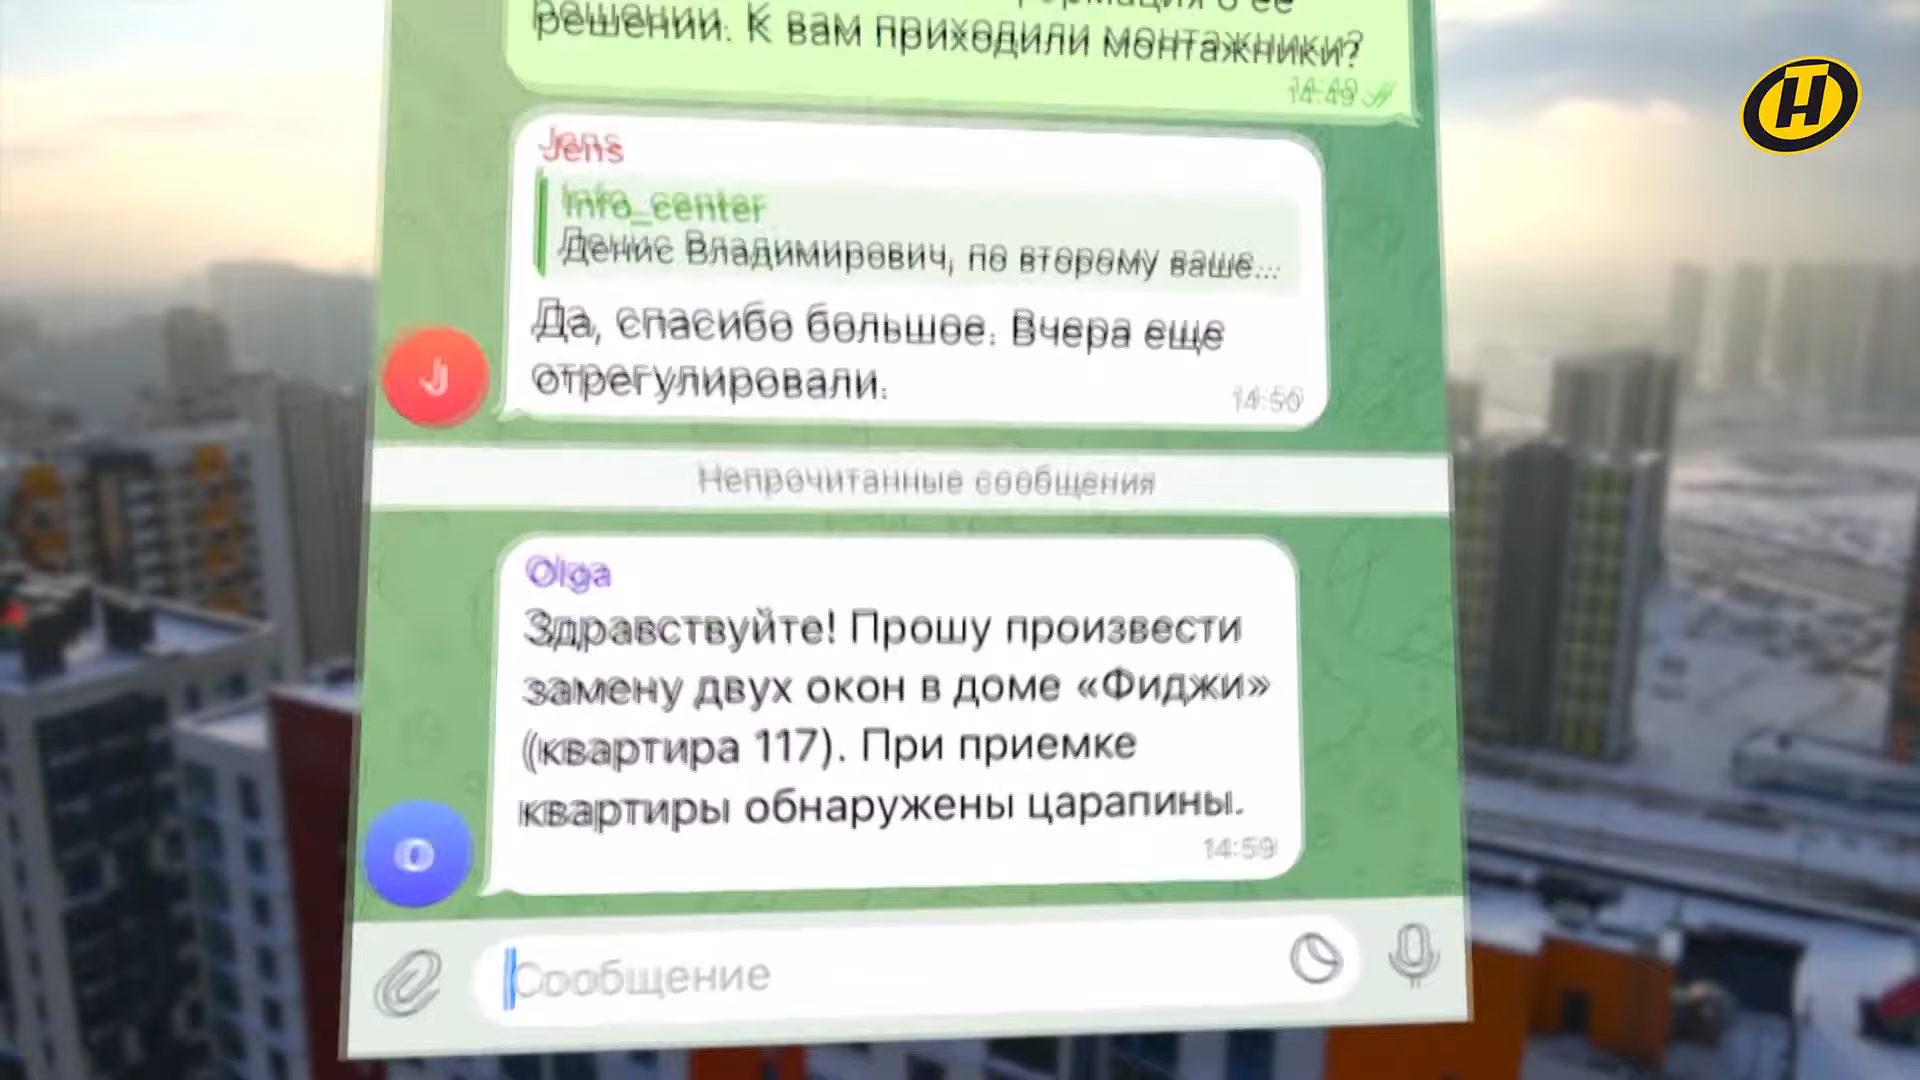 решении. К вам приходили монтажники?
14:49
Jens
Info_center
Денис Владимирович, по второму ваше...
Да, спасибо большое. Вчера еще
отрегулировали.
14:50
J
Непрочитанные сообщения
Olga
Здравствуйте! Прошу произвести
замену двух окон в доме «Фиджи»
(квартира 117). При приемке
квартиры обнаружены царапины.
14:59
O
Сообщение
НТ